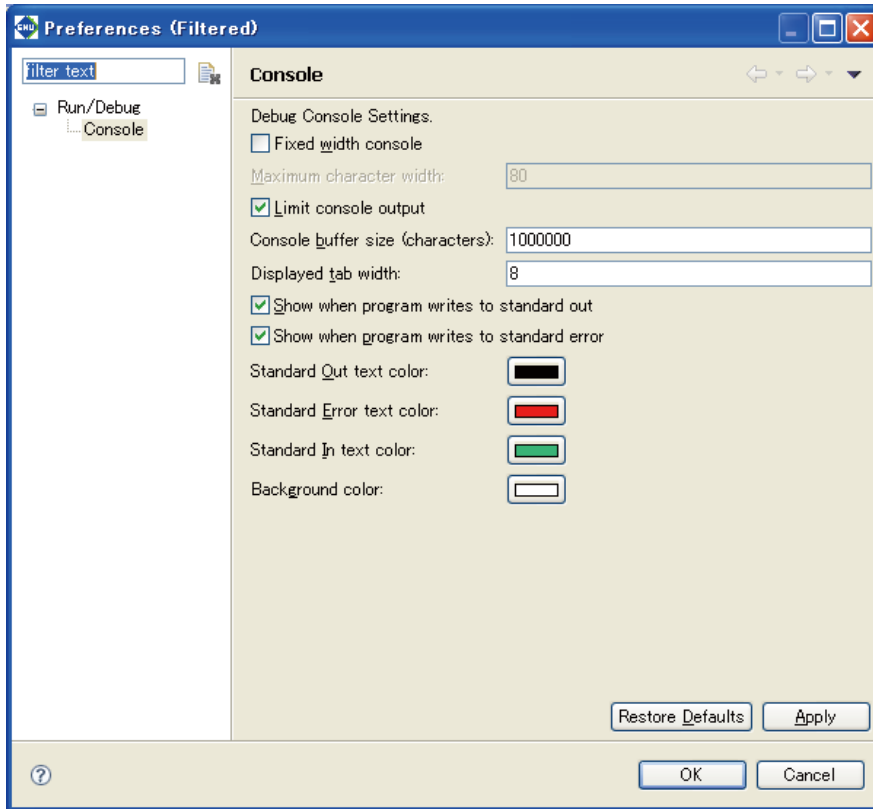 GNU Preferences (Filtered)
filter text
Console
Run/Debug
Console
Debug Console Settings.
Fixed width console
Maximum character width: 80
Limit console output
Console buffer size (characters): 1000000
Displayed tab width: 8
Show when program writes to standard out
Show when program writes to standard error
Standard Out text color:
Standard Error text color:
Standard In text color:
Background color:
Restore Defaults Apply
? OK Cancel